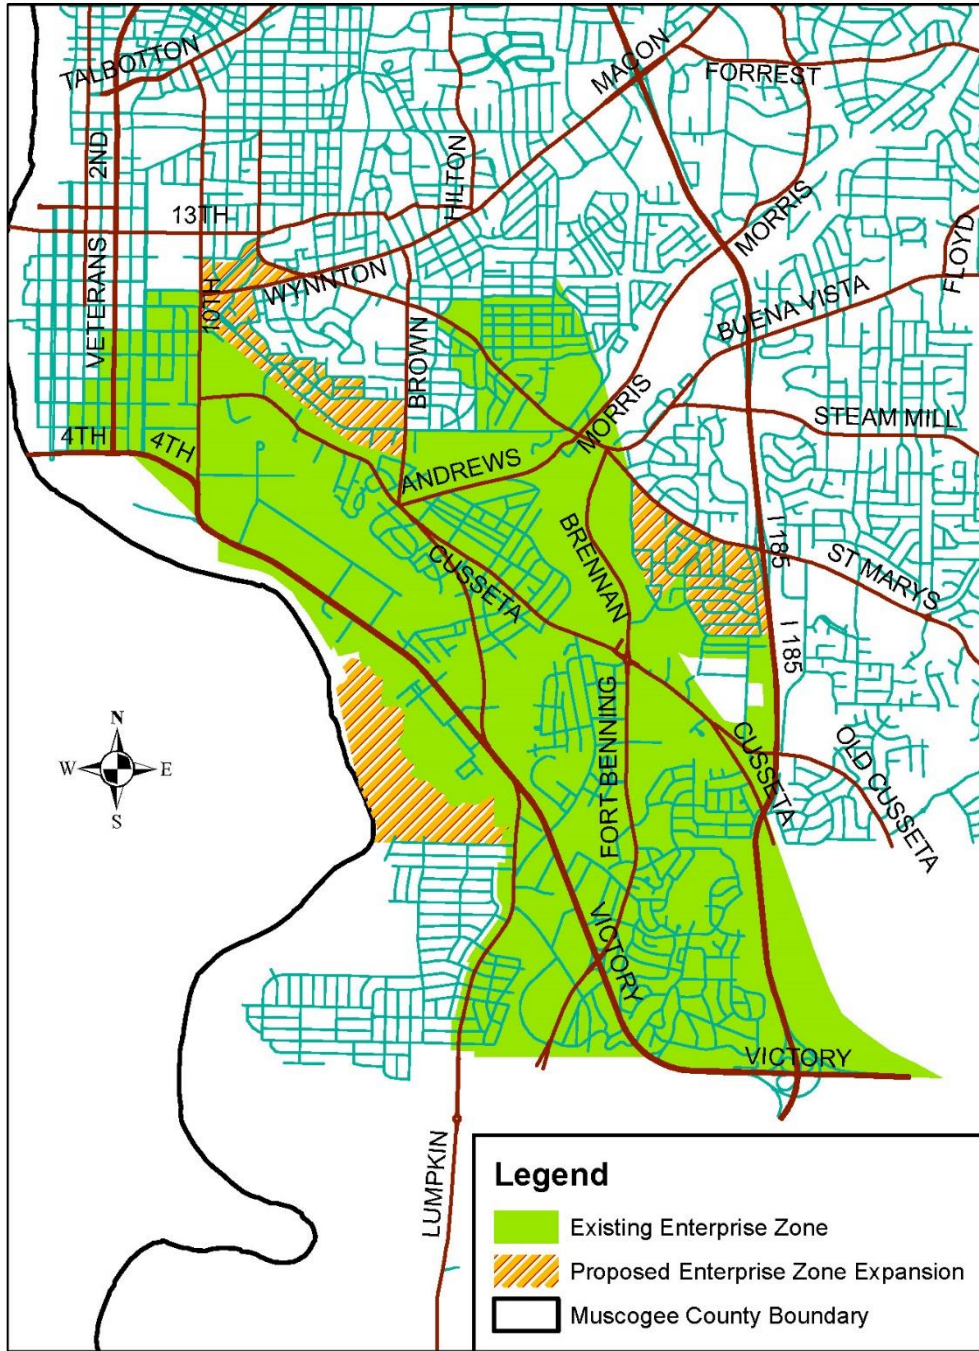 TALBOTTON
MACON
FORREST
2ND
HILTON
13TH
MORRIS
FLOYD
WYNNTON
BUENA VISTA
VETERANS
10TH
BROWN
MORRIS
STEAM MILL
4TH
4TH
ANDREWS
BRENNAN
I 185
ST MARYS
CUSSETA
I 185
N
W
E
S
FORT BENNING
CUSSETA
OLD CUSSETA
VICTORY
VICTORY
LUMPKIN
Legend
Existing Enterprise Zone
Proposed Enterprise Zone Expansion
Muscogee County Boundary